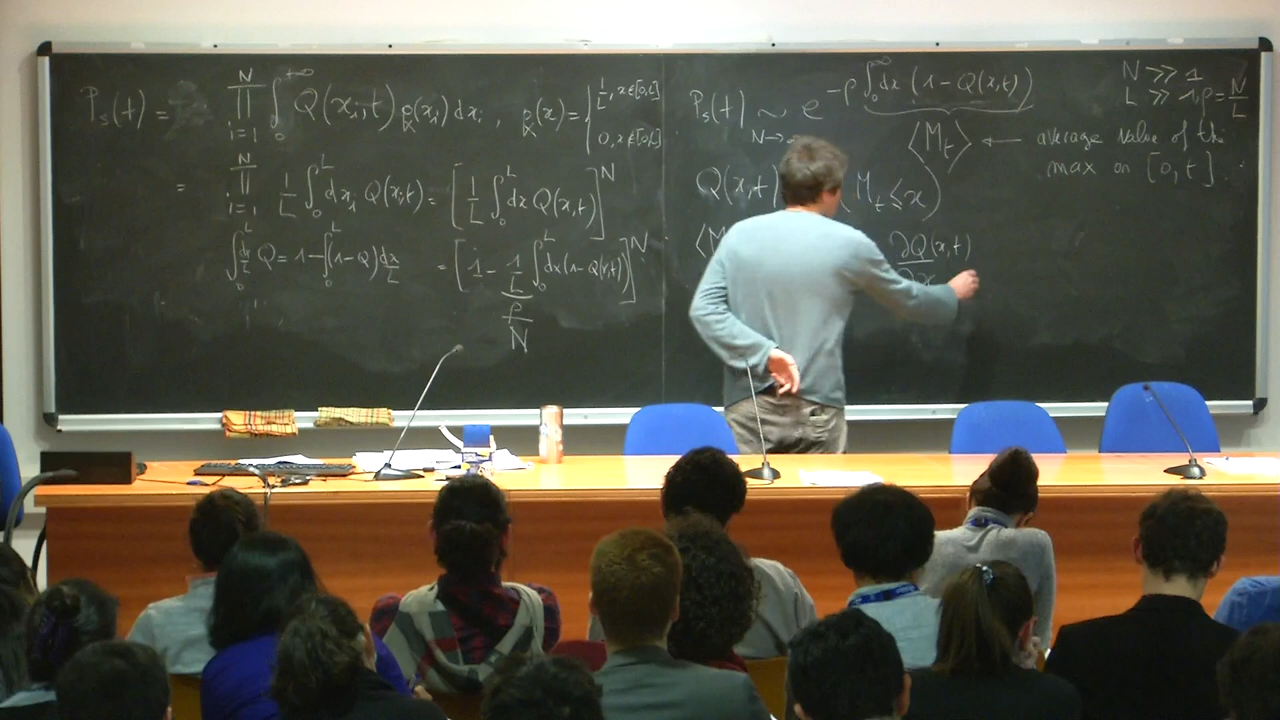 P_s(t) = ∏_{i=1}^{N} ∫_0^{+∞} Q(x_i,t) p_X(x_i) dx_i , p_X(x) = { 1/L , x∈[0,L]
0, x∉[0,L]
= ∏_{i=1}^{N} 1/L ∫_0^L dx_i Q(x_i,t) = [ 1/L ∫_0^L dx Q(x,t) ]^N
∫_0^L dx/L Q = 1 - ∫_0^L (1-Q) dx/L = [ 1 - 1/L ∫_0^L dx (1-Q(x,t)) ]^N
ρ/N
P_s(t) ~ e^{-ρ ∫_0^∞ dx (1-Q(x,t))}
N→∞
N >> 1
L >> 1, ρ = N/L
⟨M_t⟩ ← average value of the
max on [0,t].
Q(x,t) (M_t ≤ x)
⟨M ∂Q(x,t)
∂x